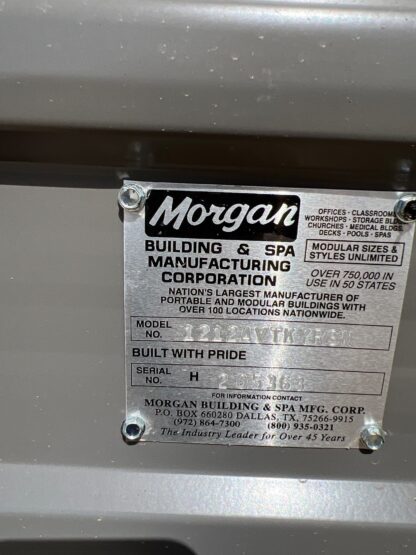 Morgan
OFFICES · CLASSROOMS
WORKSHOPS · STORAGE BLDGS
CHURCHES · MEDICAL BLDGS.
DECKS · POOLS · SPAS
BUILDING & SPA
MANUFACTURING
CORPORATION
MODULAR SIZES &
STYLES UNLIMITED
OVER 750,000 IN
USE IN 50 STATES
NATION'S LARGEST MANUFACTURER OF
PORTABLE AND MODULAR BUILDINGS WITH
OVER 100 LOCATIONS NATIONWIDE.
MODEL
NO.
BUILT WITH PRIDE
SERIAL
NO. H
FOR INFORMATION CONTACT
MORGAN BUILDING & SPA MFG. CORP.
P.O. BOX 660280 DALLAS, TX, 75266-9915
(972) 864-7300 (800) 935-0321
The Industry Leader for Over 45 Years